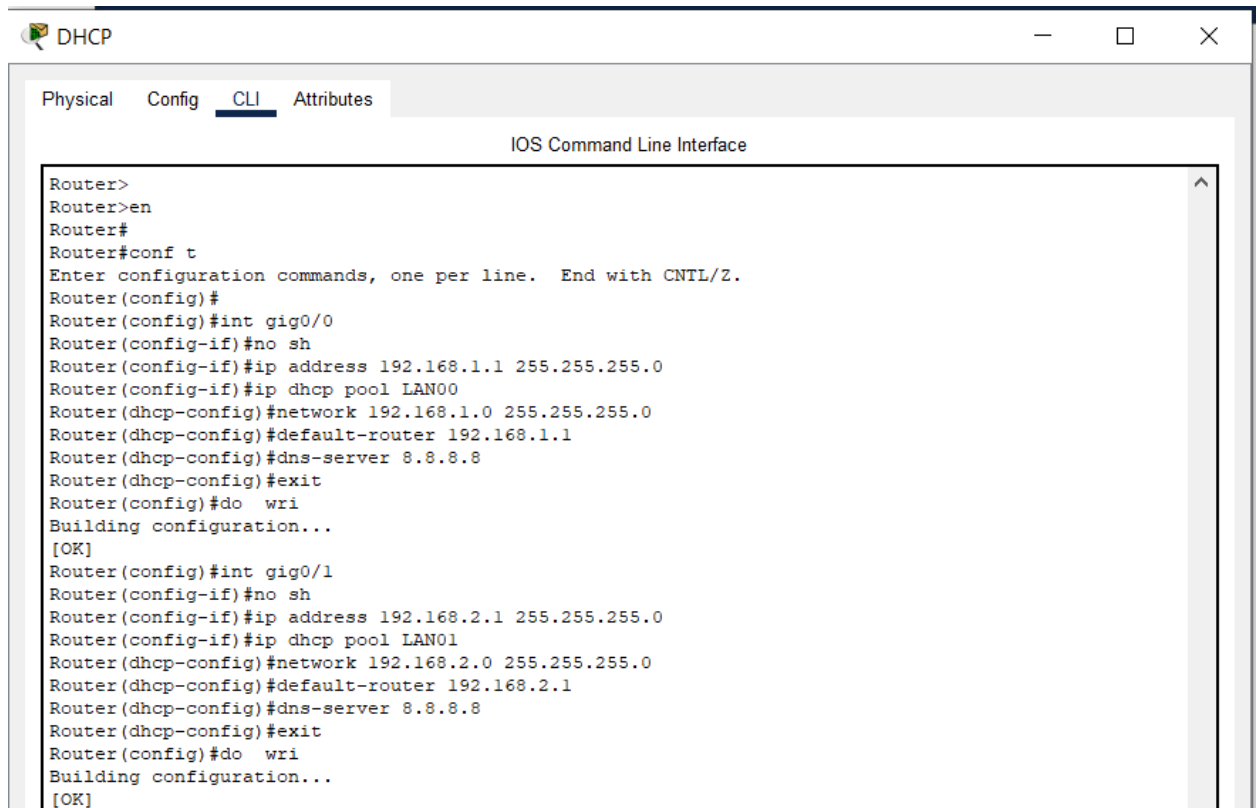 DHCP
Physical Config CLI Attributes
IOS Command Line Interface
Router>
Router>en
Router#
Router#conf t
Enter configuration commands, one per line.  End with CNTL/Z.
Router(config)#
Router(config)#int gig0/0
Router(config-if)#no sh
Router(config-if)#ip address 192.168.1.1 255.255.255.0
Router(config-if)#ip dhcp pool LAN00
Router(dhcp-config)#network 192.168.1.0 255.255.255.0
Router(dhcp-config)#default-router 192.168.1.1
Router(dhcp-config)#dns-server 8.8.8.8
Router(dhcp-config)#exit
Router(config)#do  wri
Building configuration...
[OK]
Router(config)#int gig0/1
Router(config-if)#no sh
Router(config-if)#ip address 192.168.2.1 255.255.255.0
Router(config-if)#ip dhcp pool LAN01
Router(dhcp-config)#network 192.168.2.0 255.255.255.0
Router(dhcp-config)#default-router 192.168.2.1
Router(dhcp-config)#dns-server 8.8.8.8
Router(dhcp-config)#exit
Router(config)#do  wri
Building configuration...
[OK]